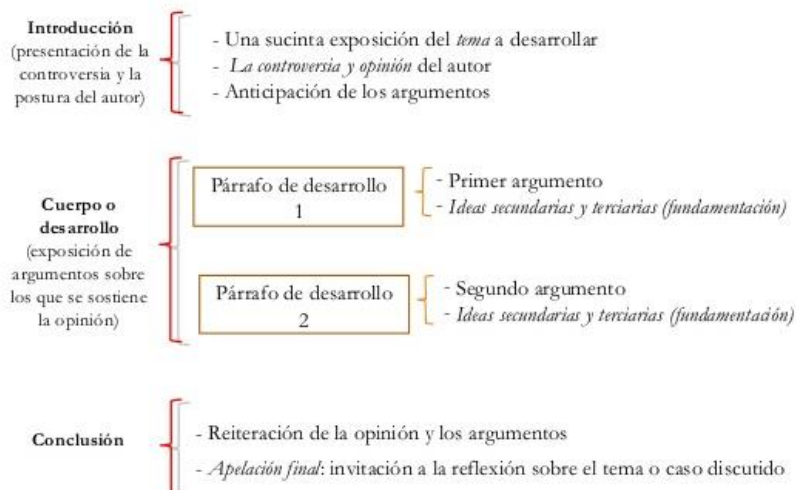 Introducción
(presentación de la
controversia y la
postura del autor)
- Una sucinta exposición del tema a desarrollar
- La controversia y opinión del autor
- Anticipación de los argumentos
Cuerpo o
desarrollo
(exposición de
argumentos sobre
los que se sostiene
la opinión)
Párrafo de desarrollo
1
- Primer argumento
- Ideas secundarias y terciarias (fundamentación)
Párrafo de desarrollo
2
- Segundo argumento
- Ideas secundarias y terciarias (fundamentación)
Conclusión
- Reiteración de la opinión y los argumentos
- Apelación final: invitación a la reflexión sobre el tema o caso discutido